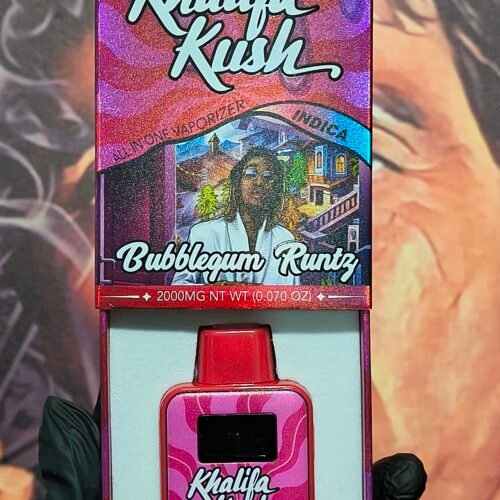 Khalifa
Kush
ALL-IN-ONE VAPORIZER
INDICA
Bubblegum Runtz
2000MG NT WT (0.070 OZ)
Khalifa